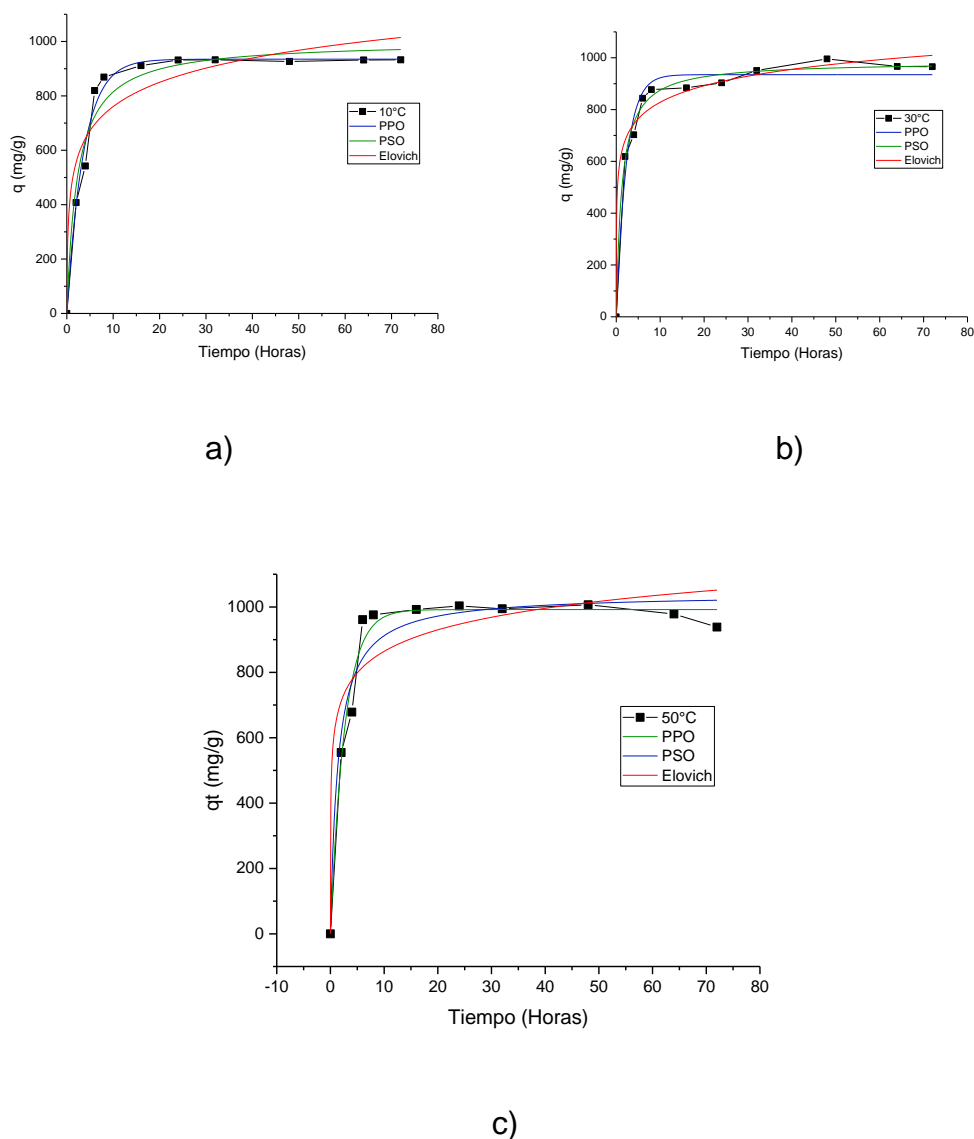 1000
800
600
400
200
0
q (mg/g)
10°C
PPO
PSO
Elovich
0 10 20 30 40 50 60 70 80
Tiempo (Horas)
a)
1000
800
600
400
200
0
q (mg/g)
30°C
PPO
PSO
Elovich
0 10 20 30 40 50 60 70 80
Tiempo (Horas)
b)
1000
800
600
400
200
0
qt (mg/g)
50°C
PPO
PSO
Elovich
-10 0 10 20 30 40 50 60 70 80
Tiempo (Horas)
c)